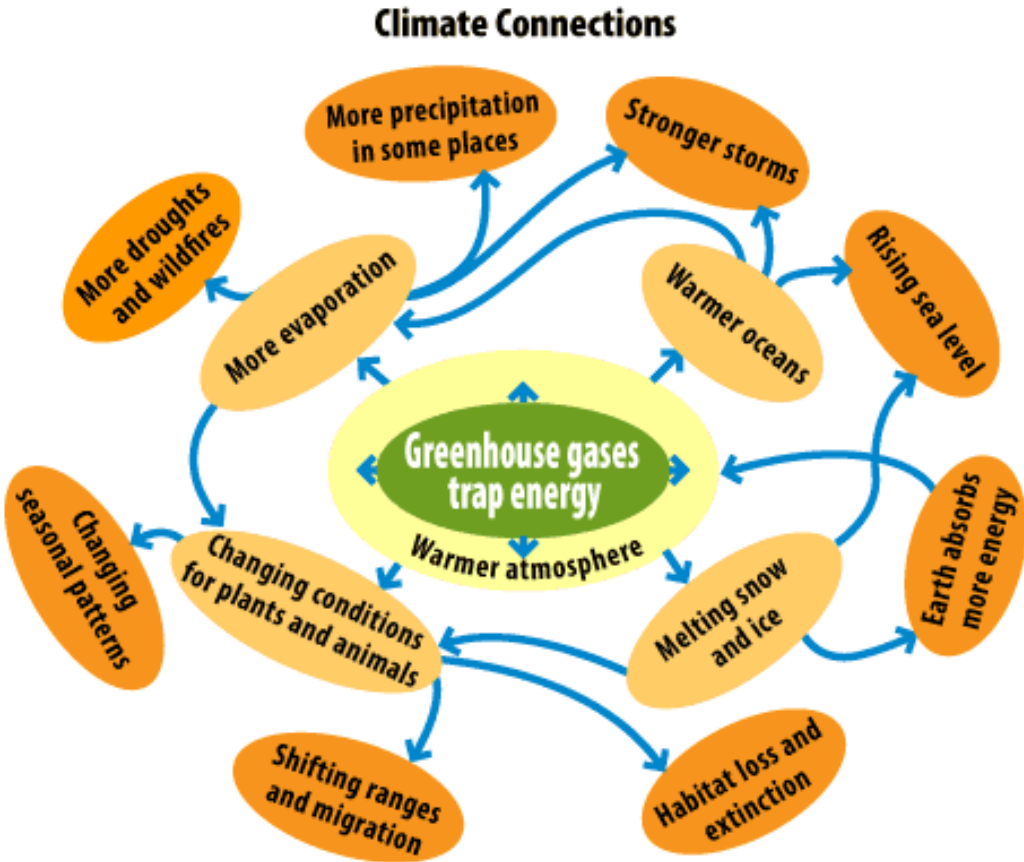 Climate Connections
More precipitation
in some places
Stronger storms
More droughts
and wildfires
More evaporation
Warmer oceans
Rising sea level
Greenhouse gases
trap energy
Warmer atmosphere
Changing
seasonal patterns
Changing conditions
for plants and animals
Melting snow
and ice
Earth absorbs
more energy
Shifting ranges
and migration
Habitat loss and
extinction